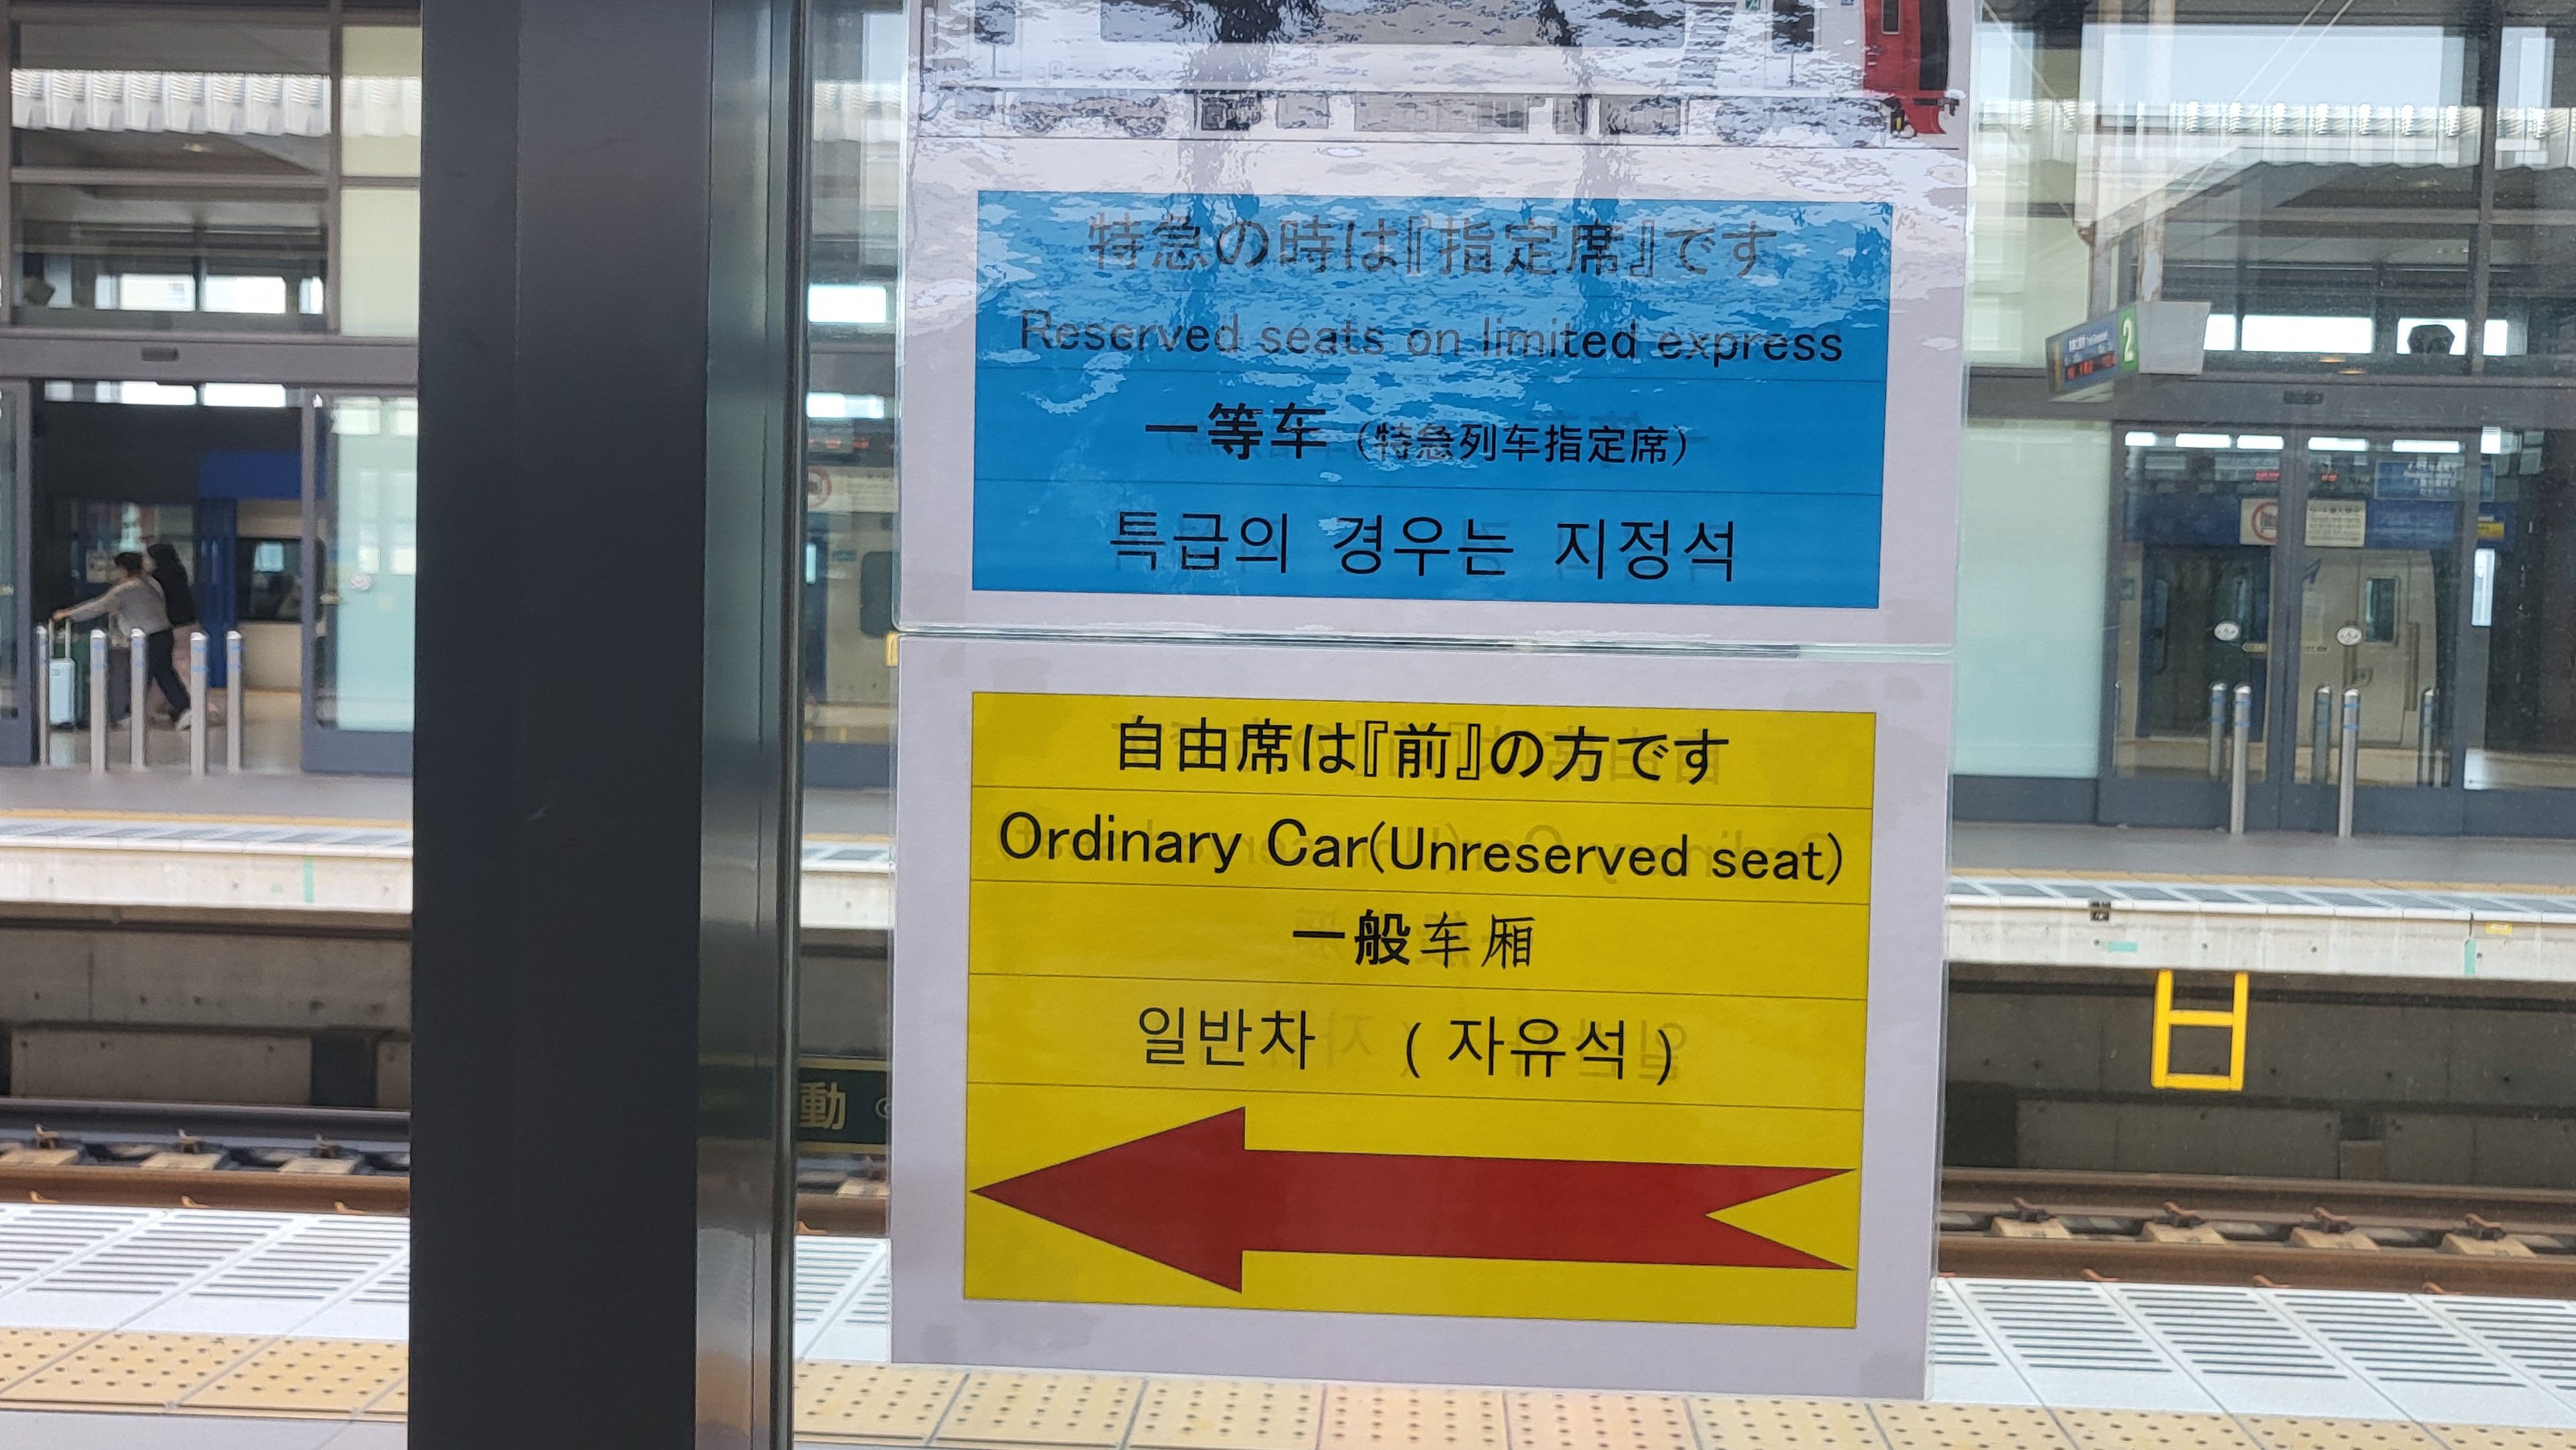 特急の時は『指定席』です
Reserved seats on limited express
一等车（特急列车指定席）
특급의 경우는 지정석
自由席は『前』の方です
Ordinary Car(Unreserved seat)
一般车厢
일반차 (자유석)
動
2